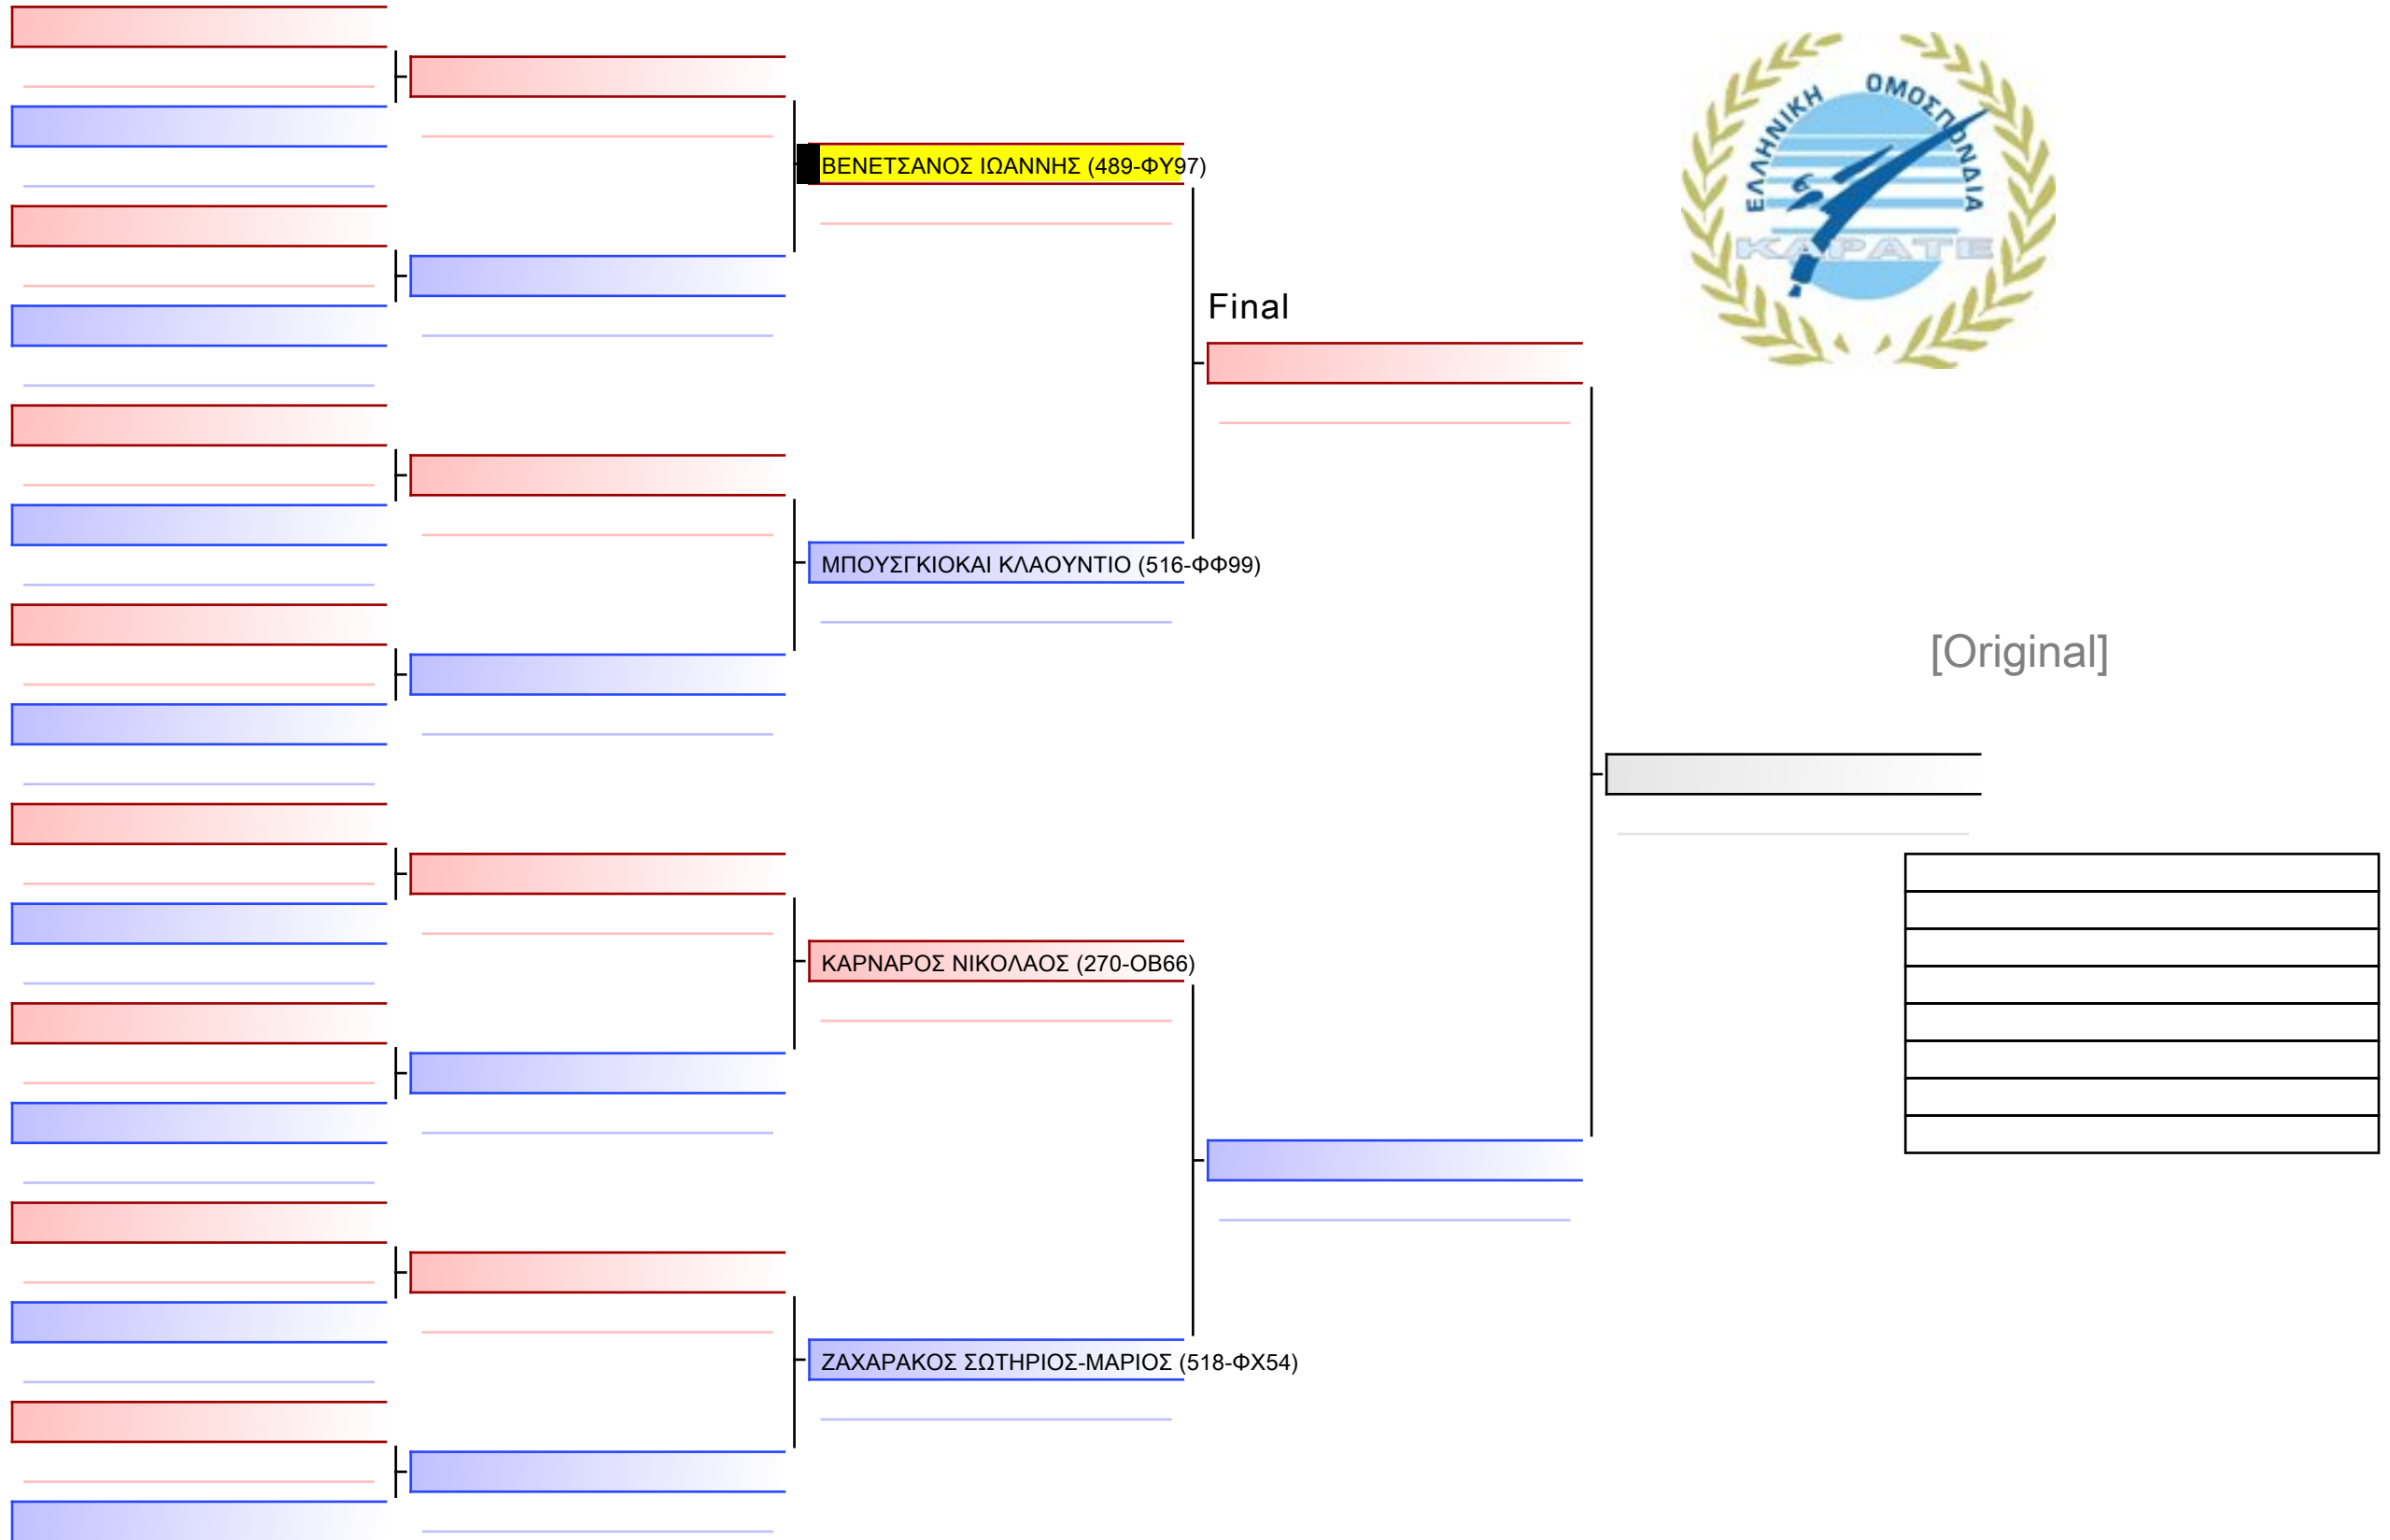 ΕΛΛΗΝΙΚΗ ΟΜΟΣΠΟΝΔΙΑ
ΚΑΡΑΤΕ
ΒΕΝΕΤΣΑΝΟΣ ΙΩΑΝΝΗΣ (489-ΦΥ97)
Final
ΜΠΟΥΣΓΚΙΟΚΑΙ ΚΛΑΟΥΝΤΙΟ (516-ΦΦ99)
[Original]
ΚΑΡΝΑΡΟΣ ΝΙΚΟΛΑΟΣ (270-ΟΒ66)
ΖΑΧΑΡΑΚΟΣ ΣΩΤΗΡΙΟΣ-ΜΑΡΙΟΣ (518-ΦΧ54)